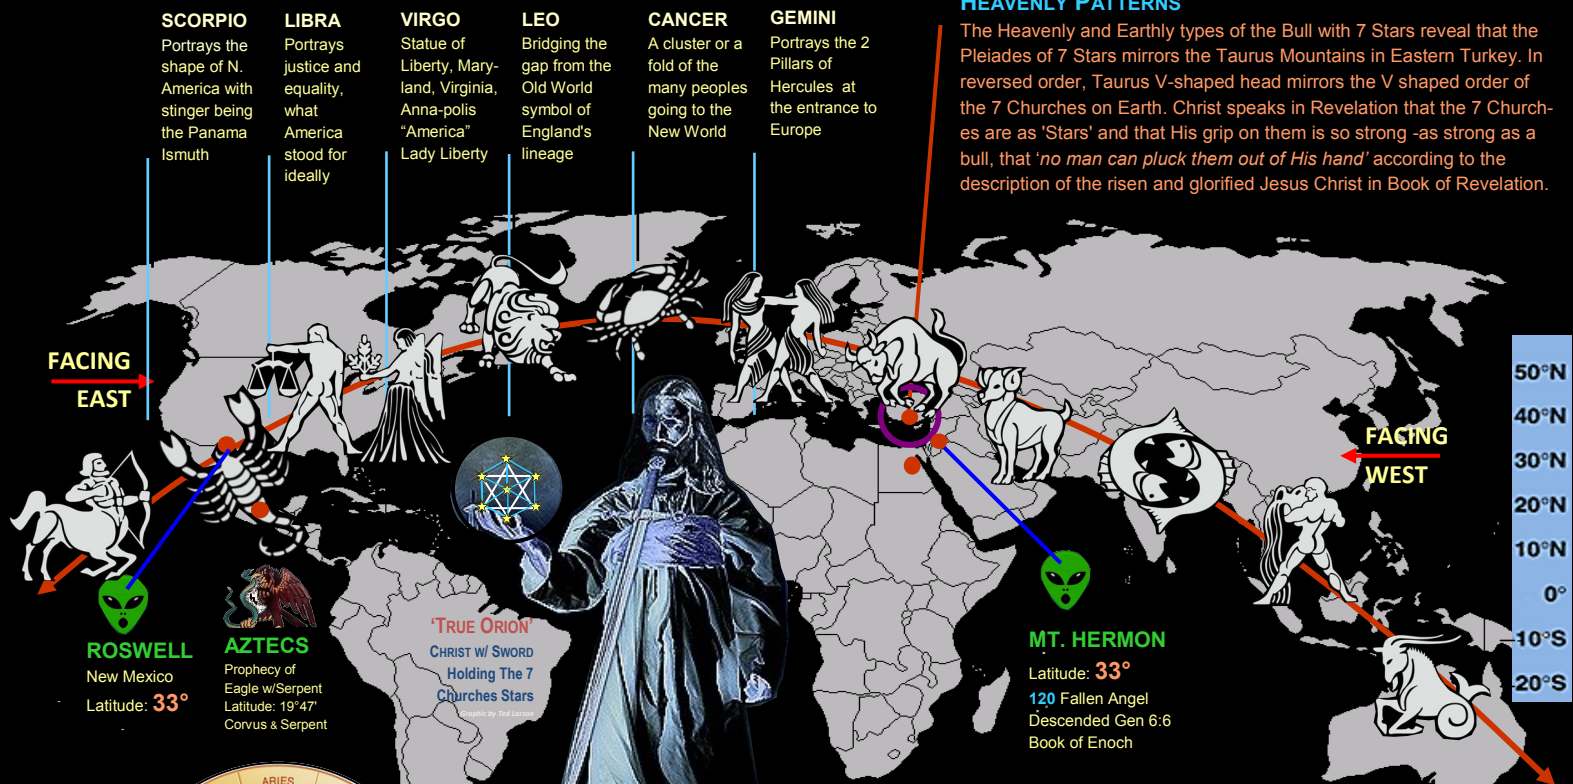 SCORPIO
Portrays the
shape of N.
America with
stinger being
the Panama
Ismuth
LIBRA
Portrays
justice and
equality,
what
America
stood for
ideally
VIRGO
Statue of
Liberty, Mary-
land, Virginia,
Anna-polis
“America”
Lady Liberty
LEO
Bridging the
gap from the
Old World
symbol of
England's
lineage
CANCER
A cluster or a
fold of the
many peoples
going to the
New World
GEMINI
Portrays the 2
Pillars of
Hercules at
the entrance to
Europe
HEAVENLY PATTERNS
The Heavenly and Earthly types of the Bull with 7 Stars reveal that the
Pleiades of 7 Stars mirrors the Taurus Mountains in Eastern Turkey. In
reversed order, Taurus V-shaped head mirrors the V shaped order of
the 7 Churches on Earth. Christ speaks in Revelation that the 7 Church-
es are as 'Stars' and that His grip on them is so strong -as strong as a
bull, that ‘no man can pluck them out of His hand’ according to the
description of the risen and glorified Jesus Christ in Book of Revelation.
FACING
EAST
FACING
WEST
50°N
40°N
30°N
20°N
10°N
0°
10°S
20°S
ROSWELL
New Mexico
Latitude: 33°
AZTECS
Prophecy of
Eagle w/Serpent
Latitude: 19°47'
Corvus & Serpent
‘TRUE ORION’
CHRIST W/ SWORD
Holding The 7
Churches Stars
Graphic by Ted Larson
MT. HERMON
Latitude: 33°
120 Fallen Angel
Descended Gen 6:6
Book of Enoch
ARIES